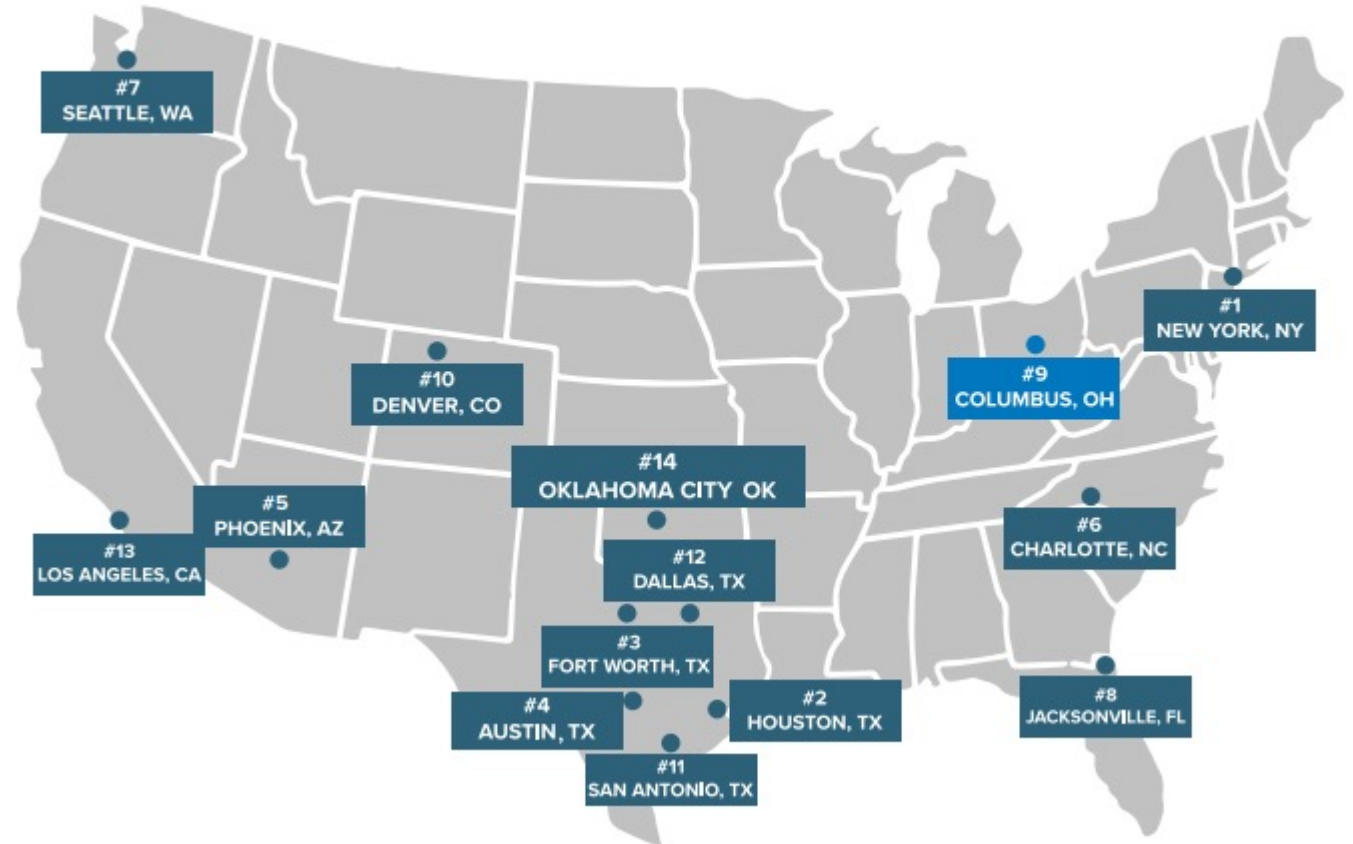 #7
SEATTLE, WA
#1
NEW YORK, NY
#10
DENVER, CO
#9
COLUMBUS, OH
#14
OKLAHOMA CITY OK
#5
PHOENIX, AZ
#6
CHARLOTTE, NC
#13
LOS ANGELES, CA
#12
DALLAS, TX
#3
FORT WORTH, TX
#4
AUSTIN, TX
#2
HOUSTON, TX
#8
JACKSONVILLE, FL
#11
SAN ANTONIO, TX